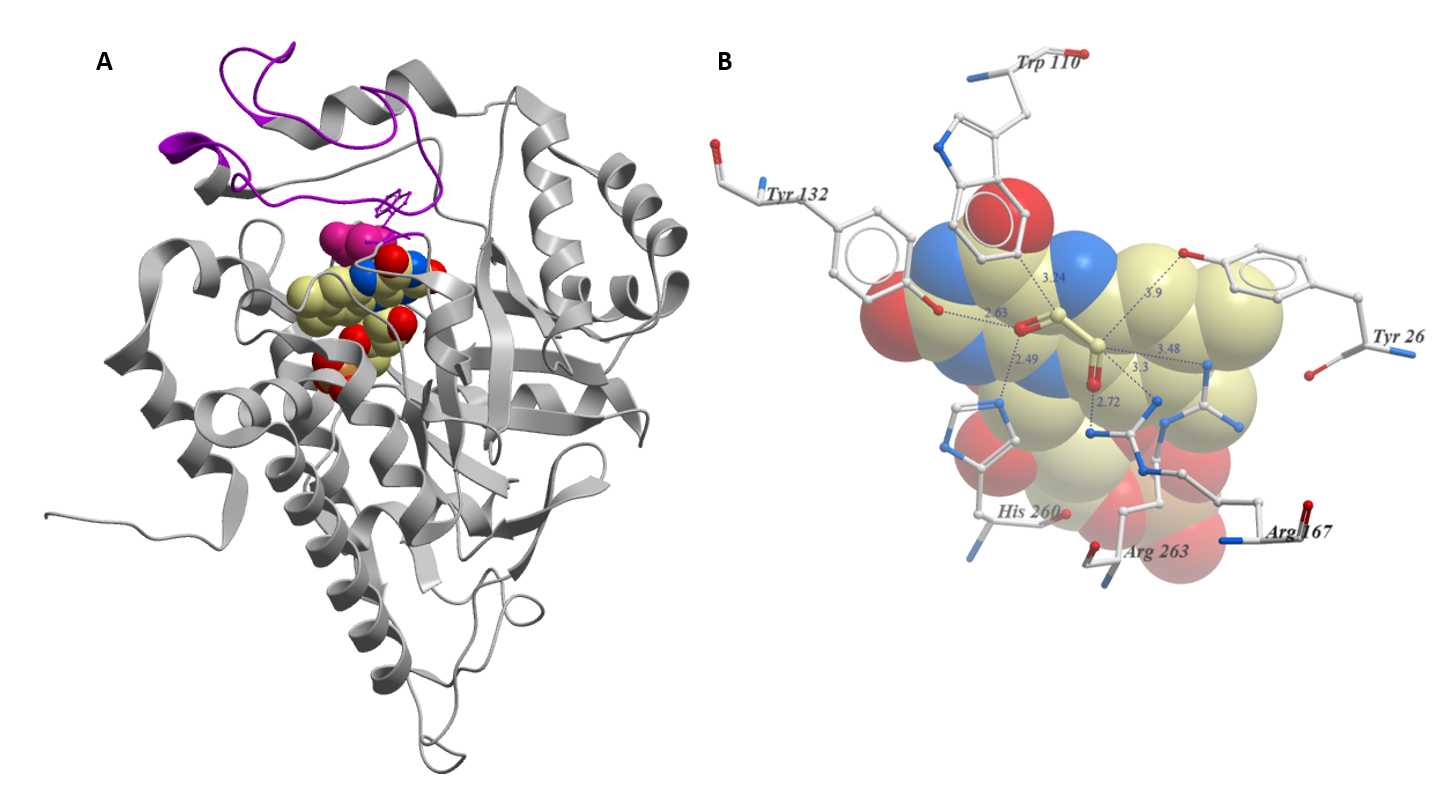 A
B
Trp 110
Tyr 132
3.24
3.9
2.63
Tyr 26
2.49
3.48
3.3
2.72
His 260
Arg 263
Arg 167